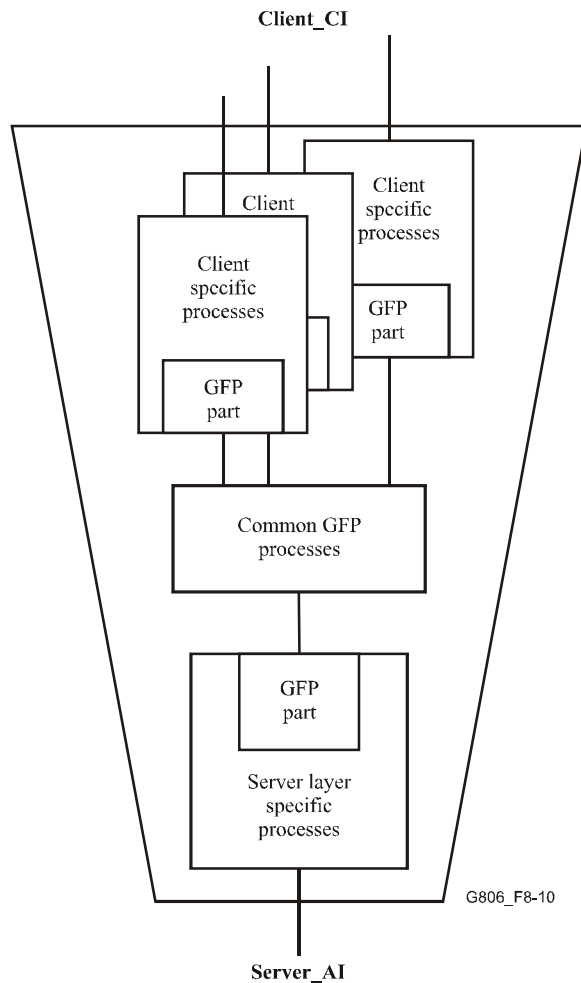 Client_CI
Client
specific
processes
Client
Client
specific
processes
GFP
part
GFP
part
Common GFP
processes
GFP
part
Server layer
specific
processes
G806_F8-10
Server_AI